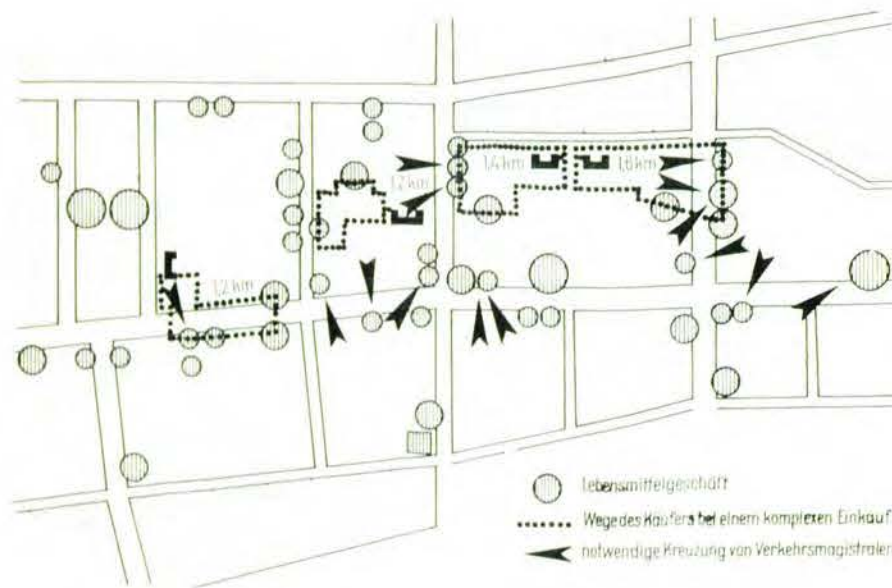 1,4 km
1,6 km
1,2 km
1,2 km
Lebensmittelgeschäft
Wege des Käufers bei einem komplexen Einkauf
notwendige Kreuzung von Verkehrsmagistralen